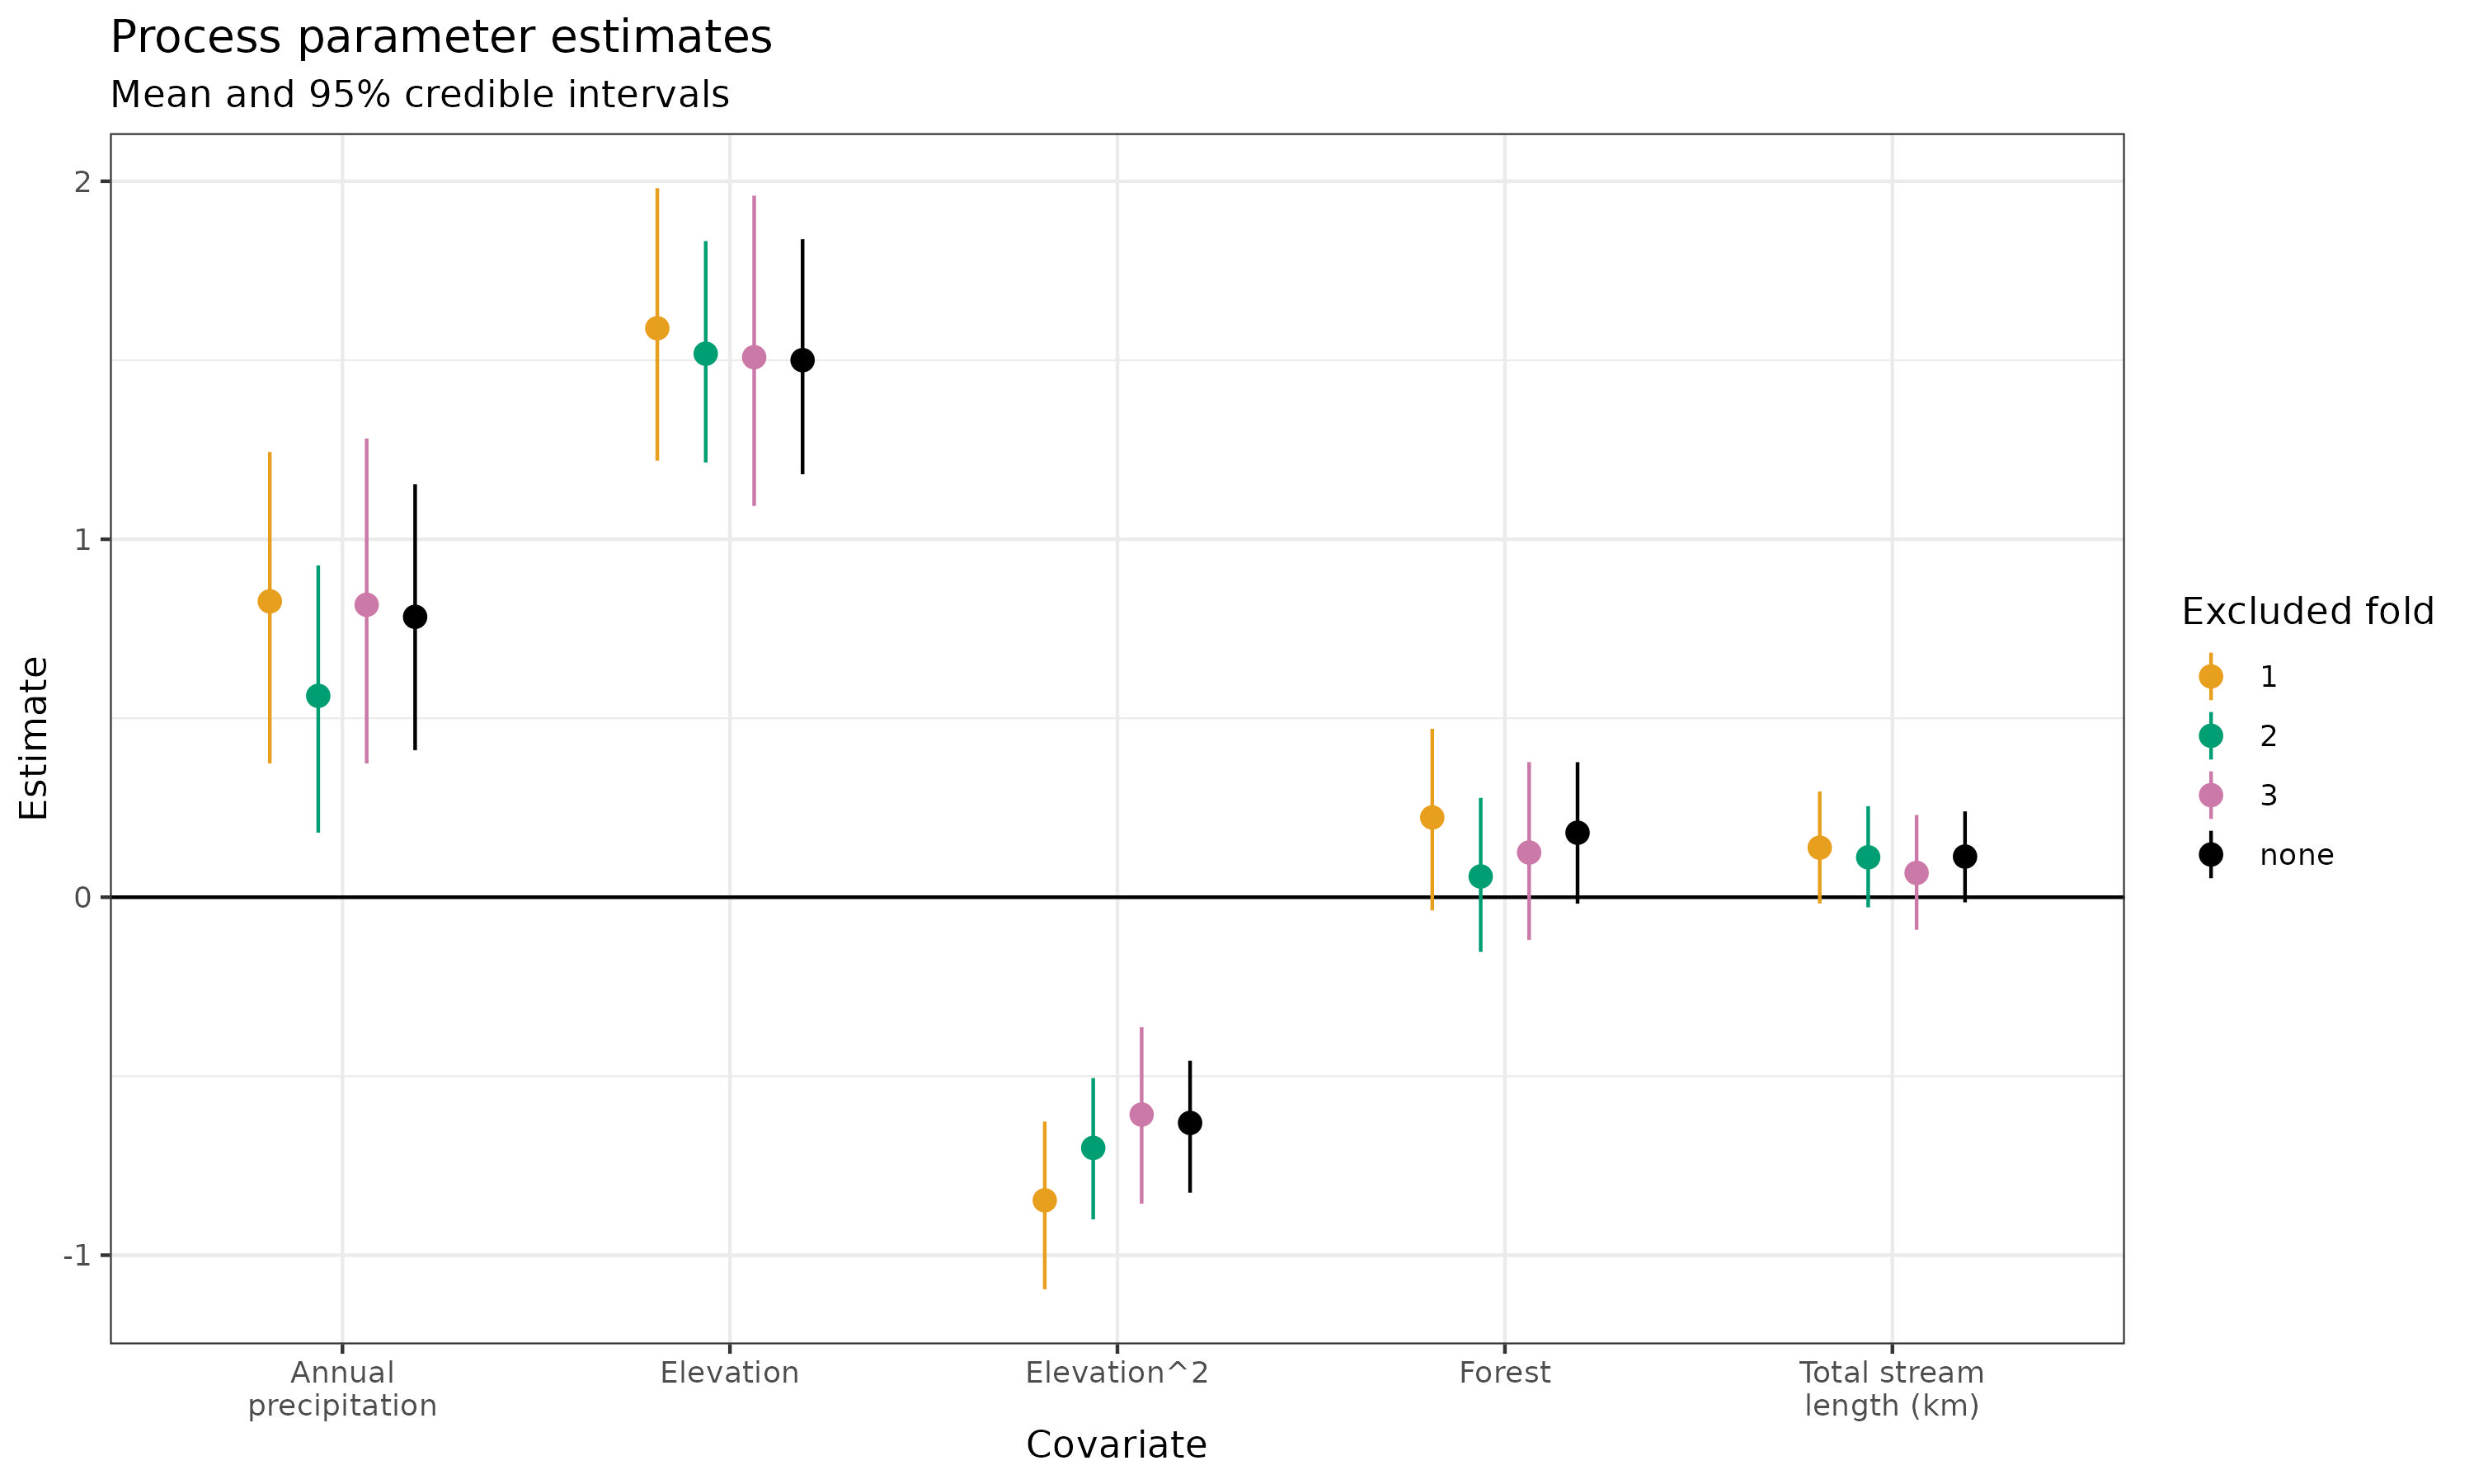 Process parameter estimates
Mean and 95% credible intervals
Estimate
2
1
0
-1
Annual
precipitation
Elevation
Elevation^2
Forest
Total stream
length (km)
Covariate
Excluded fold
1
2
3
none